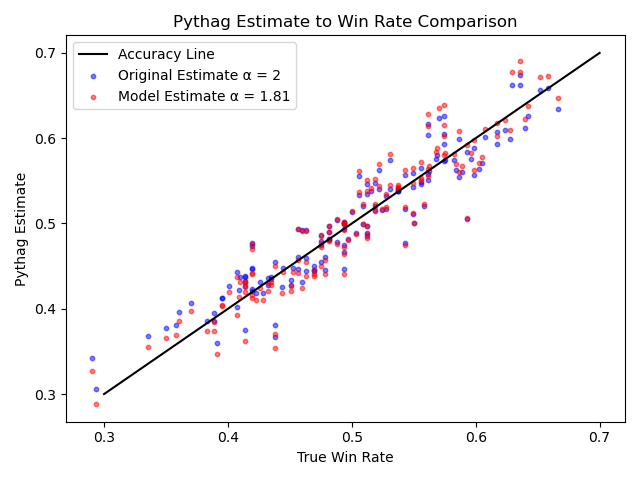 Pythag Estimate to Win Rate Comparison
Accuracy Line
Original Estimate α = 2
Model Estimate α = 1.81
Pythag Estimate
0.7
0.6
0.5
0.4
0.3
0.3 0.4 0.5 0.6 0.7
True Win Rate